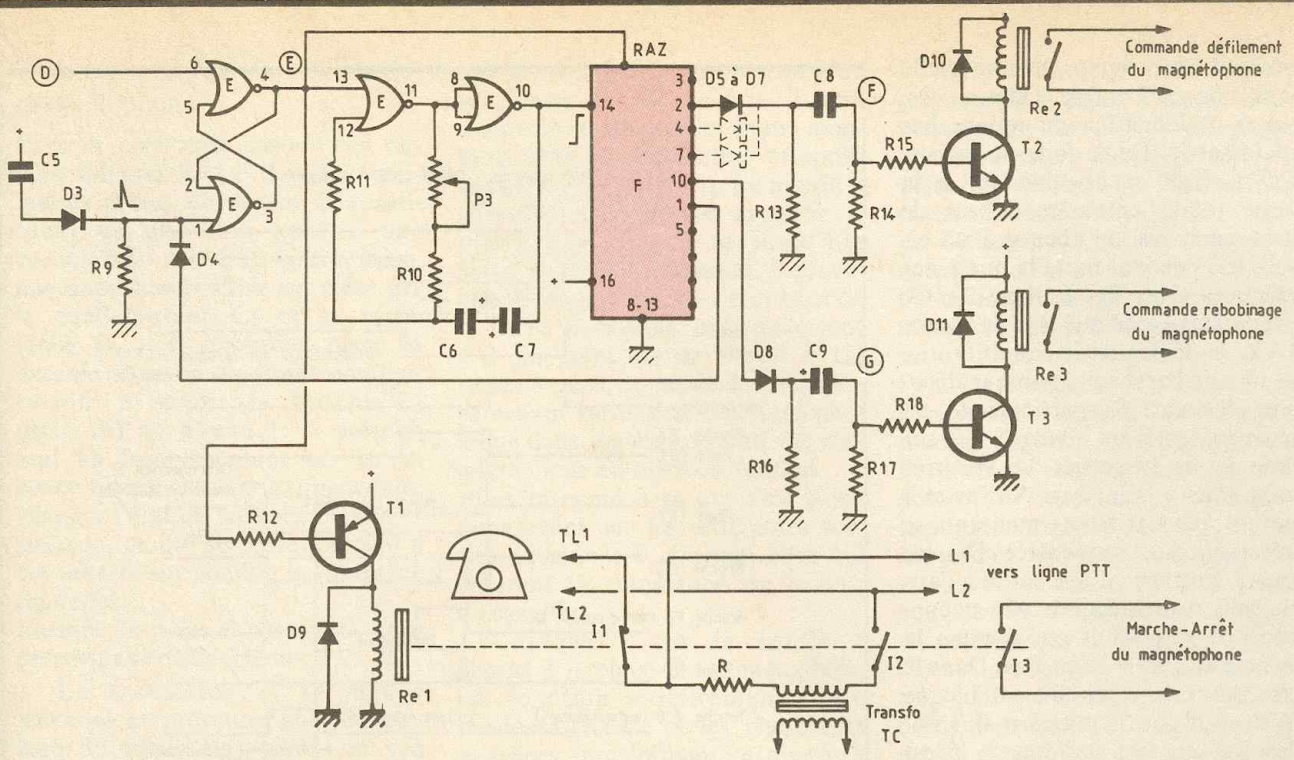 D
6
5
E
4
E
2
1
E
3
+
C5
D3
R9
D4
13
12
E
11
8
9
E
10
R11
P3
R10
C6
+
C7
+
RAZ
14
F
+
16
8-13
3
2
4
7
10
1
5
D5 à D7
C8
F
R13
R14
R15
T2
D10
Re 2
Commande défilement
du magnétophone
D8
+
C9
G
R16
R17
R18
T3
+
D11
Re 3
Commande rebobinage
du magnétophone
R 12
+
T1
D9
Re 1
TL1
TL2
I1
R
Transfo
TC
I2
I3
L1
L2
vers ligne PTT
Marche-Arrêt
du magnétophone